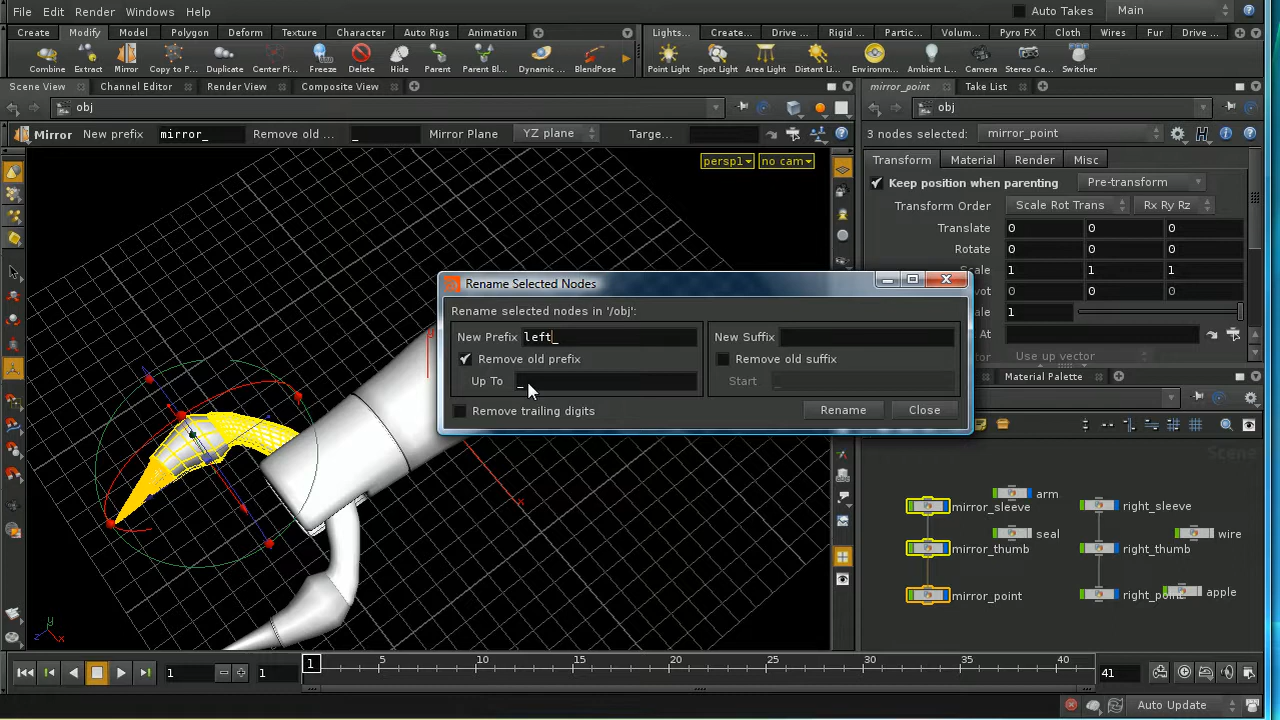 File Edit Render Windows Help Auto Takes Main
Create Modify Model Polygon Deform Texture Character Auto Rigs Animation Lights... Create... Drive ... Rigid ... Partic... Volum... Pyro FX Cloth Wires Fur Drive ...
Combine Extract Mirror Copy to P... Duplicate Center Pi... Freeze Delete Hide Parent Parent Bl... Dynamic ... BlendPose Point Light Spot Light Area Light Distant Li... Environm... Ambient L... Camera Stereo Ca... Switcher
Scene View Channel Editor Render View Composite View mirror_point Take List
obj obj
Mirror New prefix mirror_ Remove old ... _ Mirror Plane YZ plane Targe... 3 nodes selected: mirror_point
persp1 no cam Transform Material Render Misc
Keep position when parenting Pre-transform
Transform Order Scale Rot Trans Rx Ry Rz
Translate 0 0 0
Rotate 0 0 0
Scale 1 1 1
0 0 0
1
Use up vector
Material Palette
Rename Selected Nodes
Rename selected nodes in '/obj':
New Prefix left_ New Suffix
Remove old prefix Remove old suffix
Up To _ Start _
Remove trailing digits Rename Close
Scene
arm
mirror_sleeve right_sleeve
seal wire
mirror_thumb right_thumb
apple
mirror_point right_point
y
z x
x
1 1 1 5 10 15 20 25 30 35 40 41
Auto Update